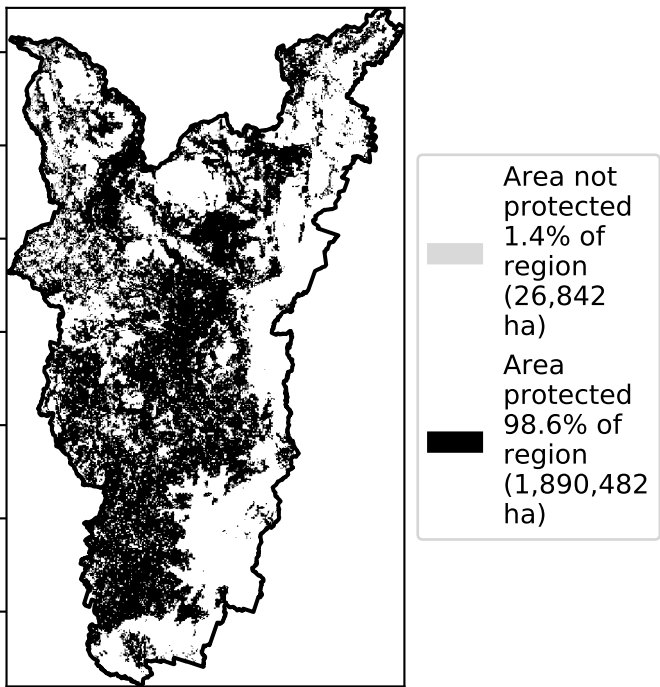 Area not
protected
1.4% of
region
(26,842
ha)
Area
protected
98.6% of
region
(1,890,482
ha)